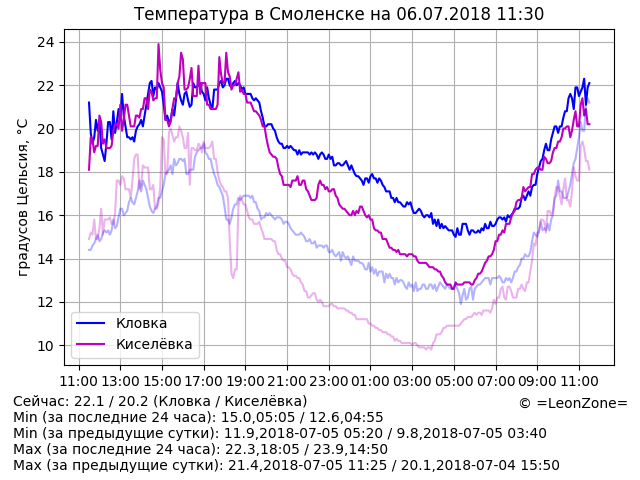 Температура в Смоленске на 06.07.2018 11:30
градусов Цельсия, °C
24
22
20
18
16
14
12
10
Кловка
Киселёвка
11:00 13:00 15:00 17:00 19:00 21:00 23:00 01:00 03:00 05:00 07:00 09:00 11:00
Сейчас: 22.1 / 20.2 (Кловка / Киселёвка)
© =LeonZone=
Min (за последние 24 часа): 15.0,05:05 / 12.6,04:55
Min (за предыдущие сутки): 11.9,2018-07-05 05:20 / 9.8,2018-07-05 03:40
Max (за последние 24 часа): 22.3,18:05 / 23.9,14:50
Max (за предыдущие сутки): 21.4,2018-07-05 11:25 / 20.1,2018-07-04 15:50